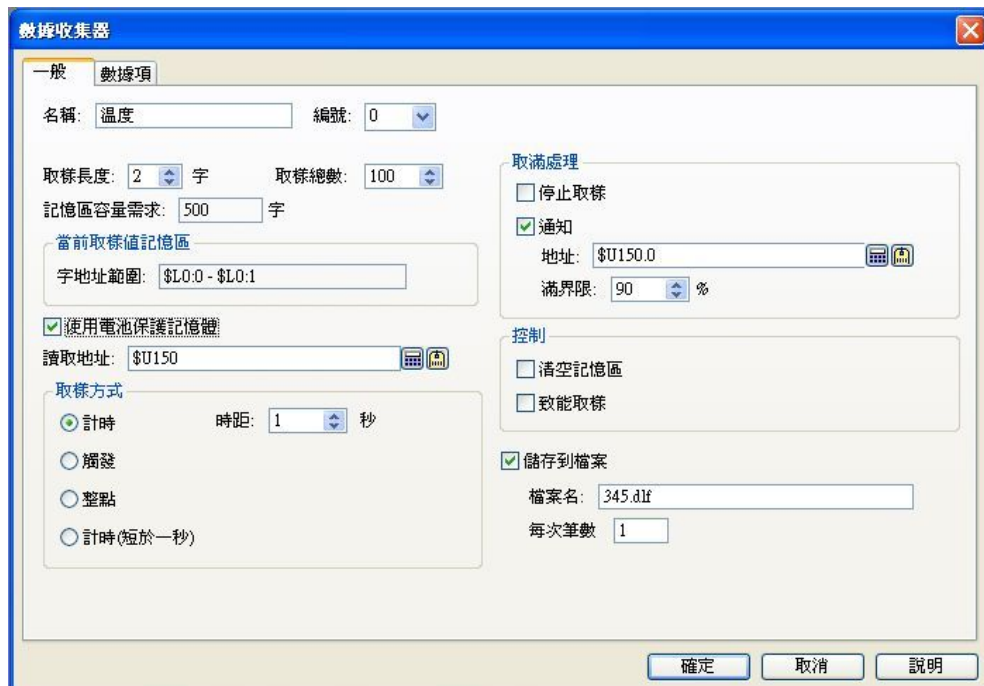 數據收集器
一般 數據項
名稱: 温度 編號: 0
取樣長度: 2 字 取樣總數: 100
記憶區容量需求: 500 字
當前取樣值記憶區
字地址範圍: $L0:0 - $L0:1
使用電池保護記憶體
讀取地址: $U150
取樣方式
計時 時距: 1 秒
觸發
整點
計時(短於一秒)
取滿處理
停止取樣
通知
地址: $U150.0
滿界限: 90 %
控制
清空記憶區
致能取樣
儲存到檔案
檔案名: 345.dlf
每次筆數 1
確定 取消 說明